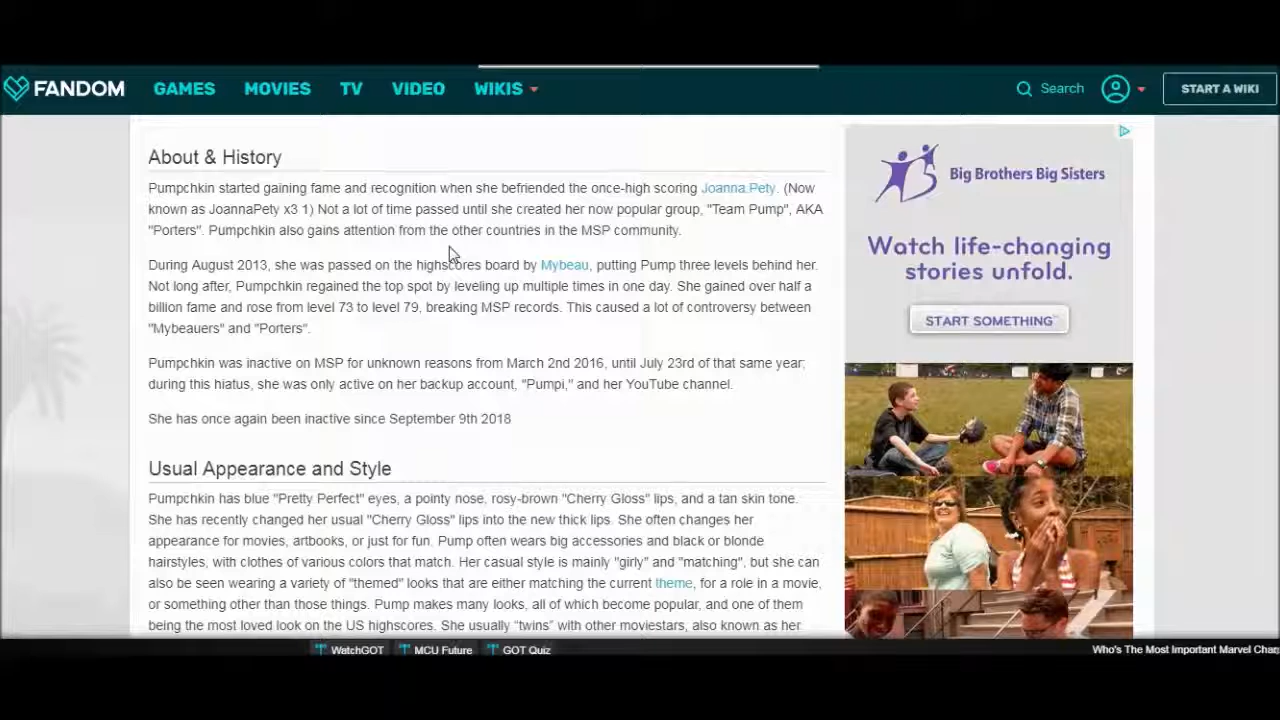 FANDOM GAMES MOVIES TV VIDEO WIKIS Search START A WIKI
About & History
Pumpchkin started gaining fame and recognition when she befriended the once-high scoring Joanna.Pety. (Now
known as JoannaPety x3 1) Not a lot of time passed until she created her now popular group, "Team Pump", AKA
"Porters". Pumpchkin also gains attention from the other countries in the MSP community.
During August 2013, she was passed on the highscores board by Mybeau, putting Pump three levels behind her.
Not long after, Pumpchkin regained the top spot by leveling up multiple times in one day. She gained over half a
billion fame and rose from level 73 to level 79, breaking MSP records. This caused a lot of controversy between
"Mybeauers" and "Porters".
Pumpchkin was inactive on MSP for unknown reasons from March 2nd 2016, until July 23rd of that same year;
during this hiatus, she was only active on her backup account, "Pumpi," and her YouTube channel.
She has once again been inactive since September 9th 2018
Usual Appearance and Style
Pumpchkin has blue "Pretty Perfect" eyes, a pointy nose, rosy-brown "Cherry Gloss" lips, and a tan skin tone.
She has recently changed her usual "Cherry Gloss" lips into the new thick lips. She often changes her
appearance for movies, artbooks, or just for fun. Pump often wears big accessories and black or blonde
hairstyles, with clothes of various colors that match. Her casual style is mainly "girly" and "matching", but she can
also be seen wearing a variety of "themed" looks that are either matching the current theme, for a role in a movie,
or something other than those things. Pump makes many looks, all of which become popular, and one of them
being the most loved look on the US highscores. She usually "twins" with other moviestars, also known as her
Big Brothers Big Sisters
Watch life-changing
stories unfold.
START SOMETHING™
WatchGOT MCU Future GOT Quiz Who's The Most Important Marvel Char